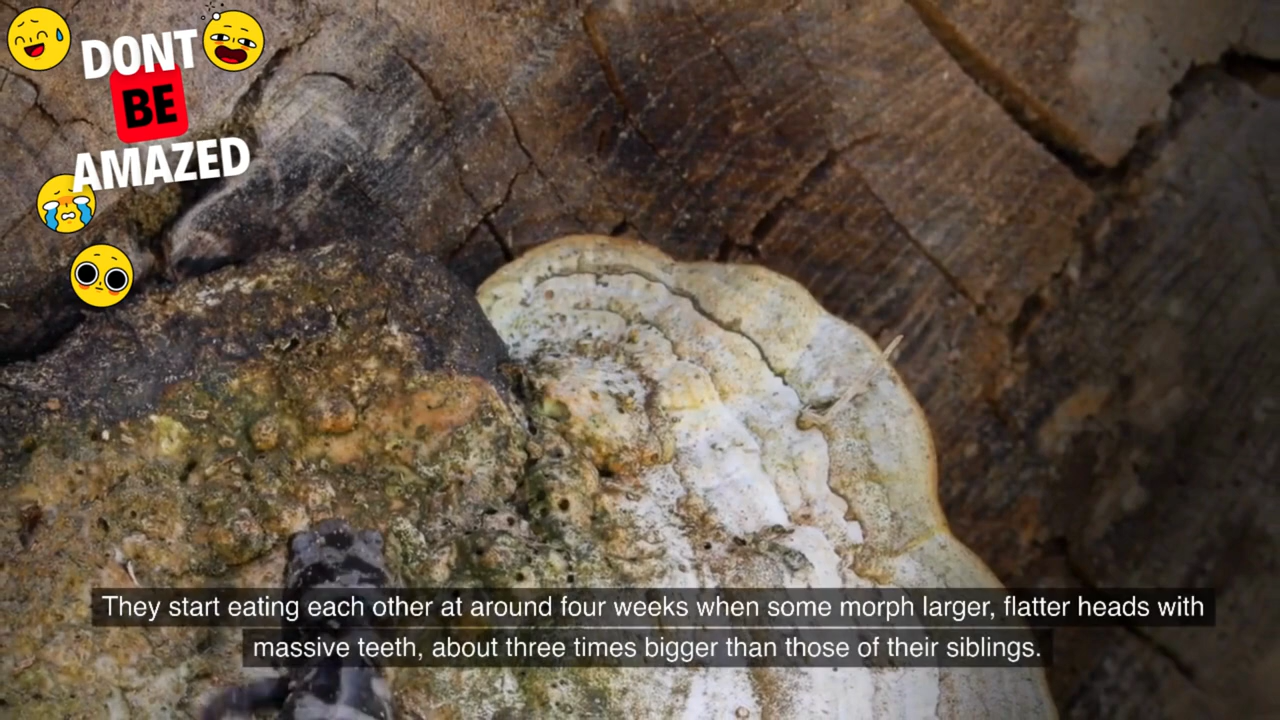 DONT
BE
AMAZED
They start eating each other at around four weeks when some morph larger, flatter heads with
massive teeth, about three times bigger than those of their siblings.